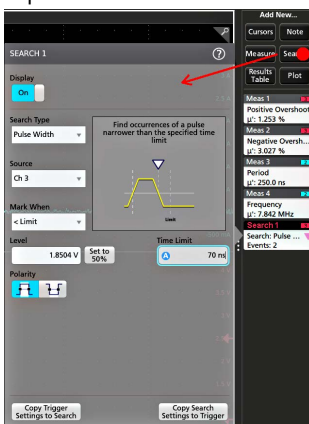 Add New...
Cursors Note
Measure Sear
Results Table Plot
SEARCH 1
Display
On
Search Type
Pulse Width
Find occurrences of a pulse
narrower than the specified time
limit
Limit
Source
Ch 3
Mark When
< Limit
Level
1.8504 V
Set to
50%
Time Limit
A 70 ns
Polarity
Copy Trigger
Settings to Search
Copy Search
Settings to Trigger
Meas 1
Positive Overshoot
µ': 1.253 %
Meas 2
Negative Oversh...
µ': 3.027 %
Meas 3
Period
µ': 250.0 ns
Meas 4
Frequency
µ': 7.842 MHz
Search 1
Search: Pulse ...
Events: 2